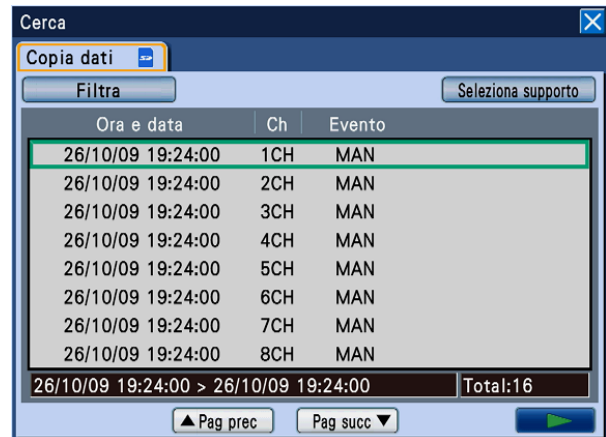 Cerca
Copia dati
Filtra Seleziona supporto
Ora e data Ch Evento
26/10/09 19:24:00 1CH MAN
26/10/09 19:24:00 2CH MAN
26/10/09 19:24:00 3CH MAN
26/10/09 19:24:00 4CH MAN
26/10/09 19:24:00 5CH MAN
26/10/09 19:24:00 6CH MAN
26/10/09 19:24:00 7CH MAN
26/10/09 19:24:00 8CH MAN
26/10/09 19:24:00 > 26/10/09 19:24:00 Total:16
▲ Pag prec Pag succ ▼